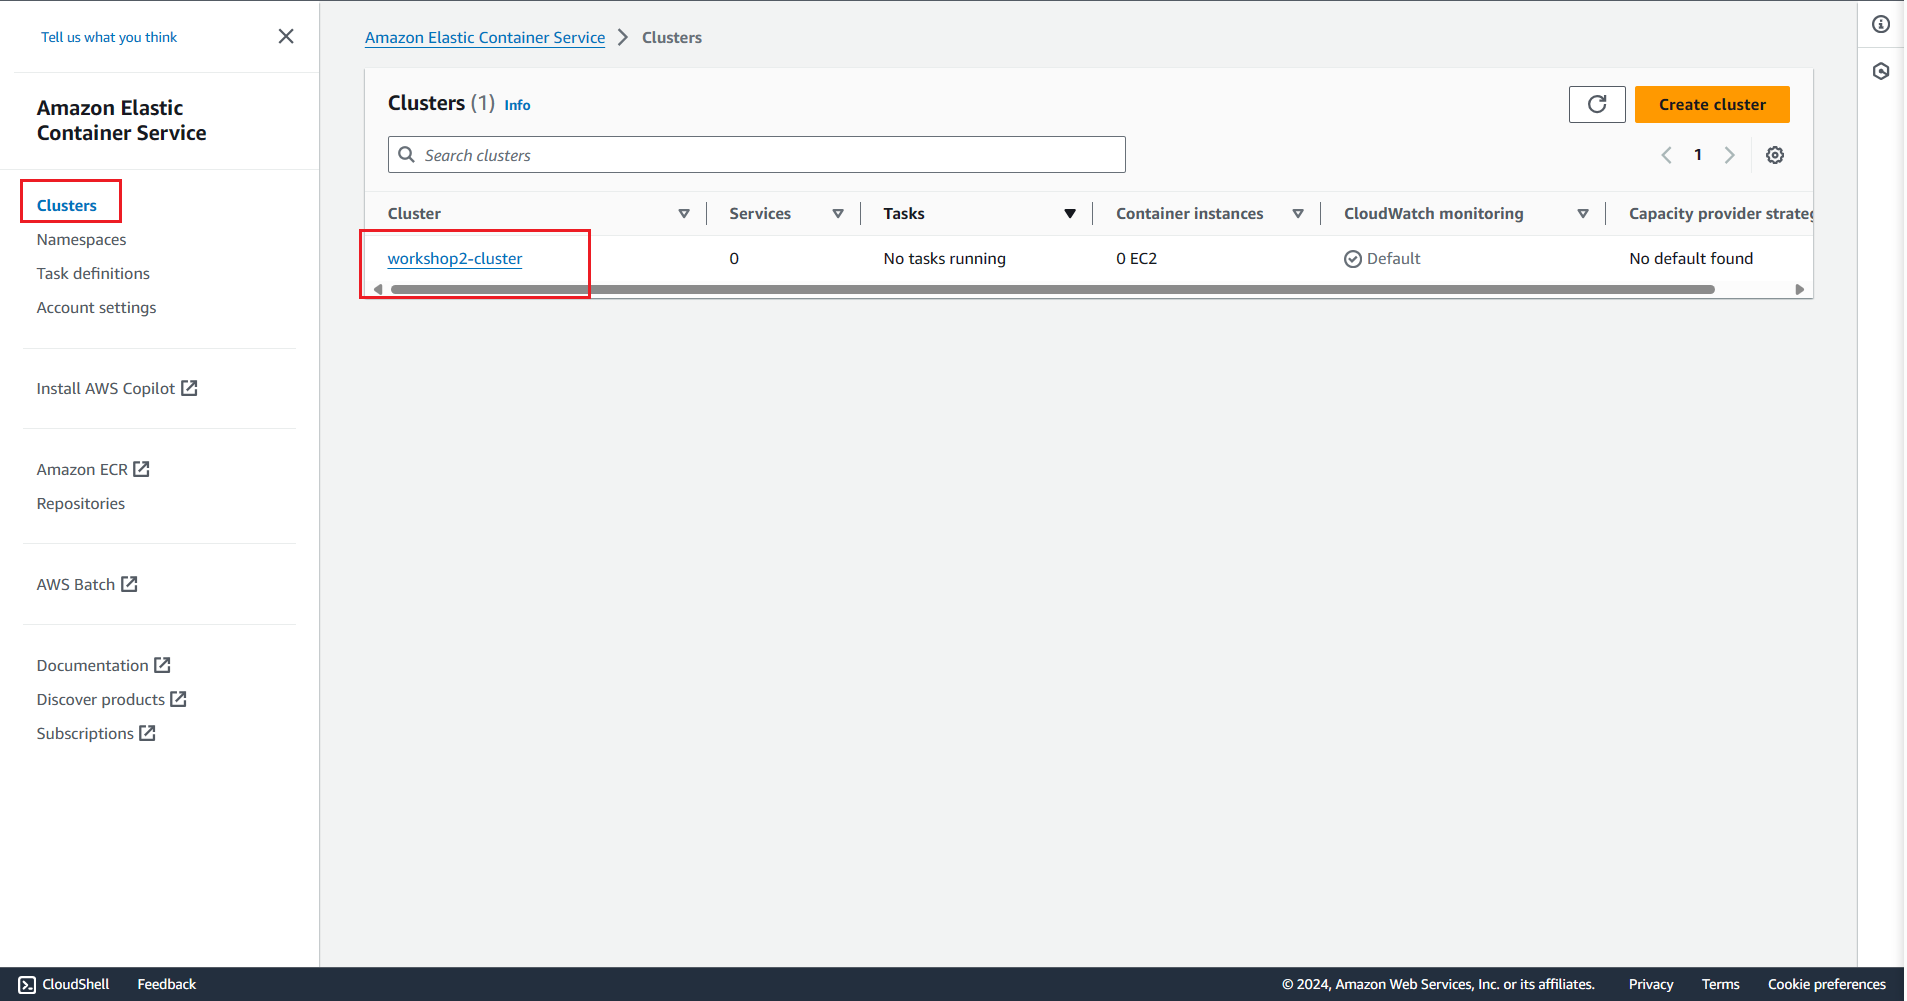 Tell us what you think
Amazon Elastic
Container Service
Clusters
Namespaces
Task definitions
Account settings
Install AWS Copilot
Amazon ECR
Repositories
AWS Batch
Documentation
Discover products
Subscriptions
Amazon Elastic Container Service > Clusters
Clusters (1) Info
Create cluster
Search clusters
1
Cluster Services Tasks Container instances CloudWatch monitoring Capacity provider strateg
workshop2-cluster 0 No tasks running 0 EC2 Default No default found
CloudShell Feedback © 2024, Amazon Web Services, Inc. or its affiliates. Privacy Terms Cookie preferences